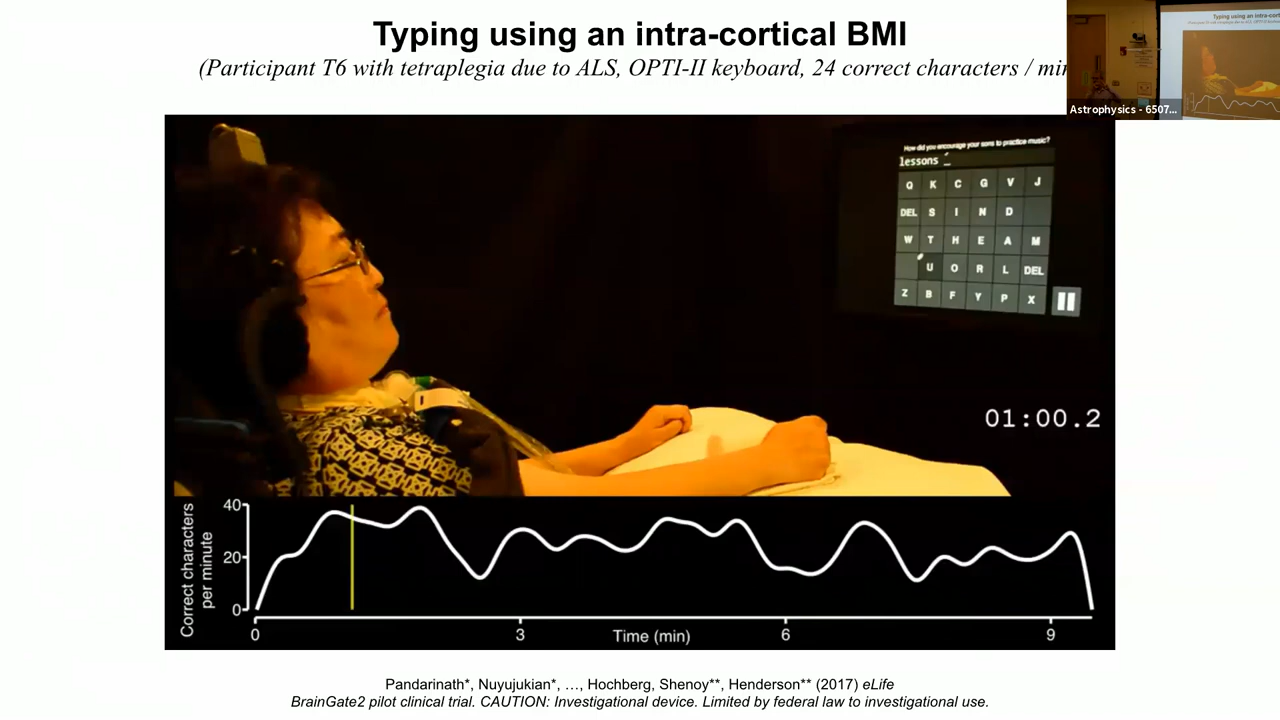 Typing using an intra-cortical BMI
(Participant T6 with tetraplegia due to ALS, OPTI-II keyboard, 24 correct characters / min
Astrophysics - 6507...
How did you encourage your sons to practice music?
lessons _
Q K C G V J
DEL S I N D
W T H E A M
U O R L DEL
Z B F Y P X
01:00.2
Correct characters
per minute
40
20
0
0 3 6 9
Time (min)
Pandarinath*, Nuyujukian*, …, Hochberg, Shenoy**, Henderson** (2017) eLife
BrainGate2 pilot clinical trial. CAUTION: Investigational device. Limited by federal law to investigational use.